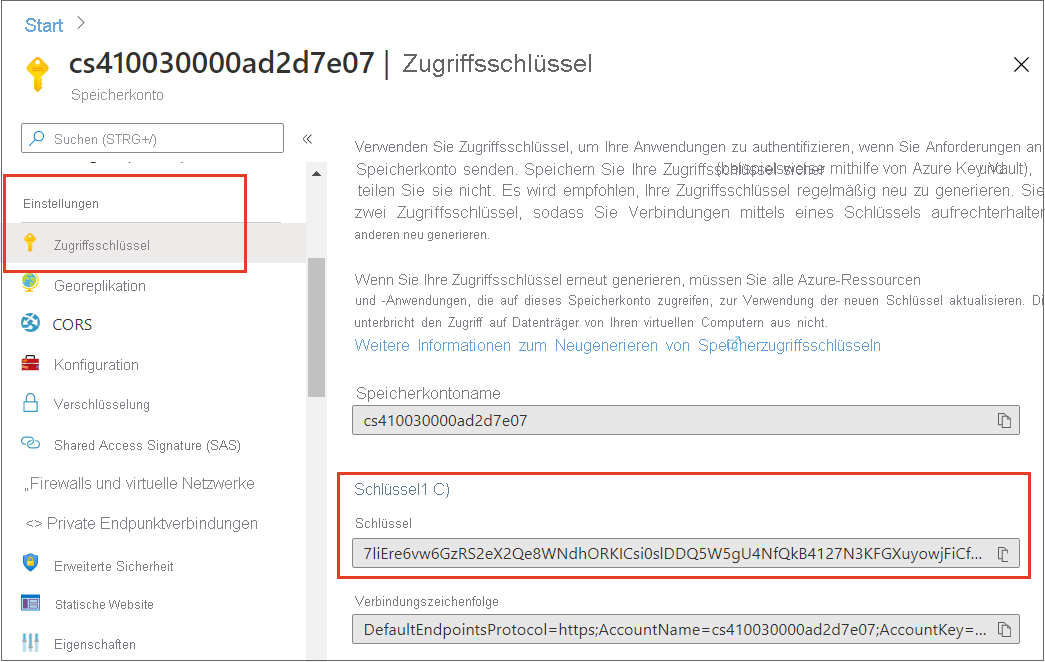 Start
cs410030000ad2d7e07 | Zugriffsschlüssel
Speicherkonto
Suchen (STRG+/)
Einstellungen
Zugriffsschlüssel
Georeplikation
CORS
Konfiguration
Verschlüsselung
Shared Access Signature (SAS)
„Firewalls und virtuelle Netzwerke
<> Private Endpunktverbindungen
Erweiterte Sicherheit
Statische Website
Eigenschaften
Verwenden Sie Zugriffsschlüssel, um Ihre Anwendungen zu authentifizieren, wenn Sie Anforderungen an
Speicherkonto senden. Speichern Sie Ihre Zugriffsschlüssel sicher (beispielsweise mithilfe von Azure Key Vault), und
teilen Sie sie nicht. Es wird empfohlen, Ihre Zugriffsschlüssel regelmäßig neu zu generieren. Sie
zwei Zugriffsschlüssel, sodass Sie Verbindungen mittels eines Schlüssels aufrechterhalten
anderen neu generieren.
Wenn Sie Ihre Zugriffsschlüssel erneut generieren, müssen Sie alle Azure-Ressourcen
und -Anwendungen, die auf dieses Speicherkonto zugreifen, zur Verwendung der neuen Schlüssel aktualisieren. Di
unterbricht den Zugriff auf Datenträger von Ihren virtuellen Computern aus nicht.
Weitere Informationen zum Neugenerieren von Speicherzugriffsschlüsseln
Speicherkontoname
cs410030000ad2d7e07
Schlüssel1 C)
Schlüssel
7liEre6vw6GzRS2eX2Qe8WNdhORKICsi0slDDQ5W5gU4NfQkB4127N3KFGXuyowjFiCf...
Verbindungszeichenfolge
DefaultEndpointsProtocol=https;AccountName=cs410030000ad2d7e07;AccountKey=...